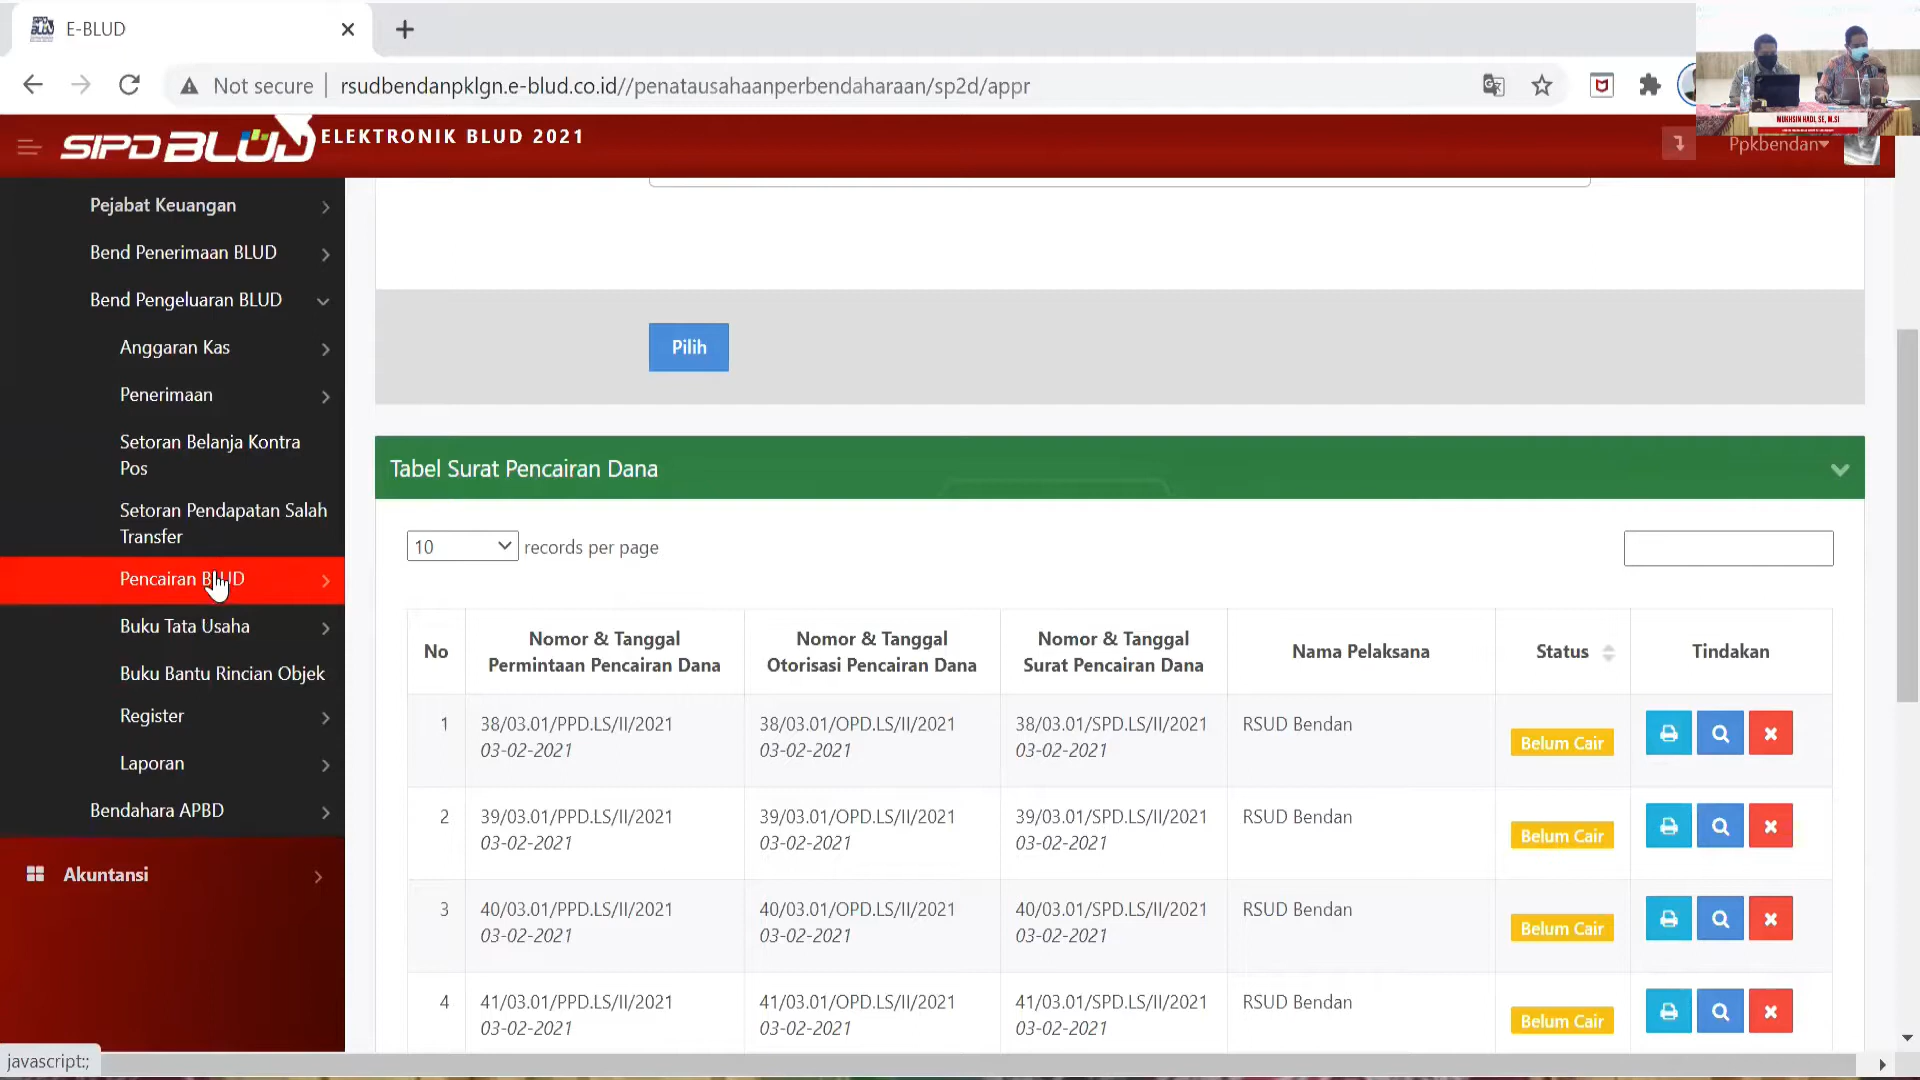 E-BLUD
Not secure
rsudbendanpklgn.e-blud.co.id//penatausahaanperbendaharaan/sp2d/appr
MUKHSIN HADI, SE, M.SI
SIPD BLUD ELEKTRONIK BLUD 2021
Ppkbendan
Pejabat Keuangan
Bend Penerimaan BLUD
Bend Pengeluaran BLUD
Anggaran Kas
Penerimaan
Setoran Belanja Kontra
Pos
Setoran Pendapatan Salah
Transfer
Pencairan BLUD
Buku Tata Usaha
Buku Bantu Rincian Objek
Register
Laporan
Bendahara APBD
Akuntansi
javascript:;
Pilih
Tabel Surat Pencairan Dana
10 records per page
No
Nomor & Tanggal
Permintaan Pencairan Dana
Nomor & Tanggal
Otorisasi Pencairan Dana
Nomor & Tanggal
Surat Pencairan Dana
Nama Pelaksana
Status
Tindakan
1 38/03.01/PPD.LS/II/2021 38/03.01/OPD.LS/II/2021 38/03.01/SPD.LS/II/2021 RSUD Bendan
03-02-2021 03-02-2021 03-02-2021 Belum Cair
2 39/03.01/PPD.LS/II/2021 39/03.01/OPD.LS/II/2021 39/03.01/SPD.LS/II/2021 RSUD Bendan
03-02-2021 03-02-2021 03-02-2021 Belum Cair
3 40/03.01/PPD.LS/II/2021 40/03.01/OPD.LS/II/2021 40/03.01/SPD.LS/II/2021 RSUD Bendan
03-02-2021 03-02-2021 03-02-2021 Belum Cair
4 41/03.01/PPD.LS/II/2021 41/03.01/OPD.LS/II/2021 41/03.01/SPD.LS/II/2021 RSUD Bendan
03-02-2021 03-02-2021 03-02-2021 Belum Cair